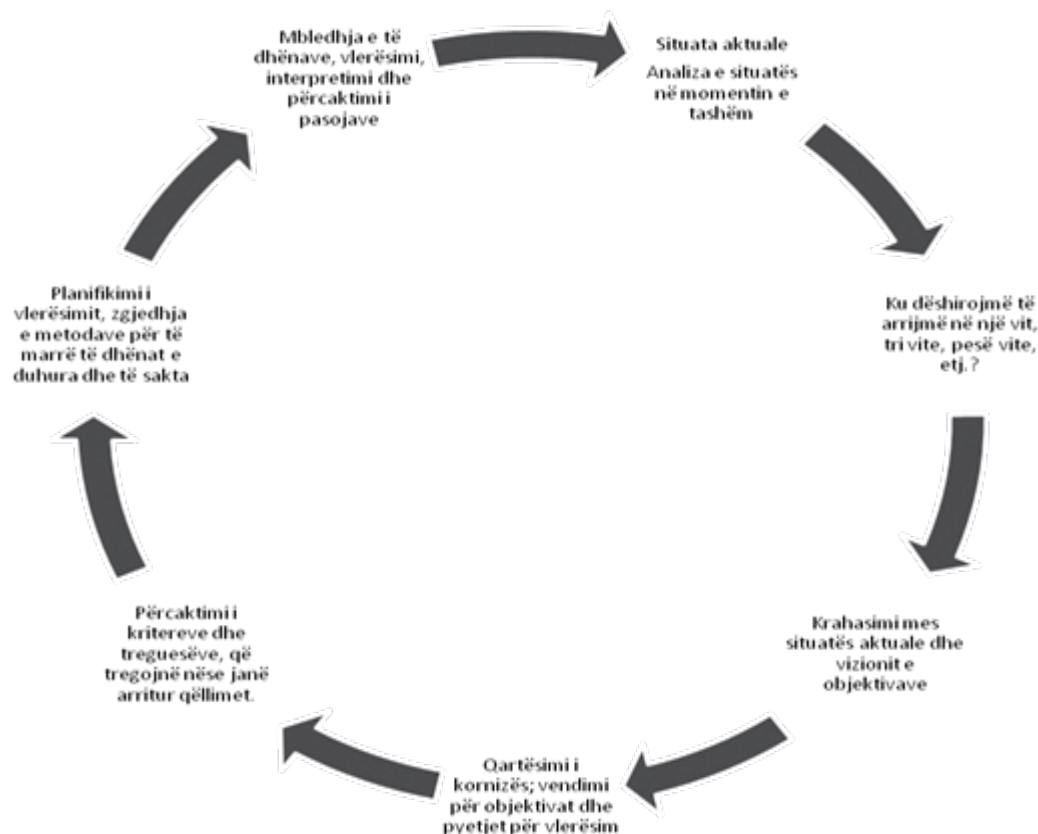 Mbledhja e të
dhënave, vlerësimi,
interpretimi dhe
përcaktimi i
pasojave
Situata aktuale
Analiza e situatës
në momentin e
tashëm
Ku dëshirojmë të
arrijmë në një vit,
tri vite, pesë vite,
etj.?
Krahasimi mes
situatës aktuale dhe
vizionit e
objektivave
Qartësimi i
kornizës; vendimi
për objektivat dhe
pyetjet për vlerësim
Përcaktimi i
kritereve dhe
treguesëve, që
tregojnë nëse janë
arritur qëllimet.
Planifikimi i
vlerësimit, zgjedhja
e metodave për të
marrë të dhënat e
duhura dhe të sakta